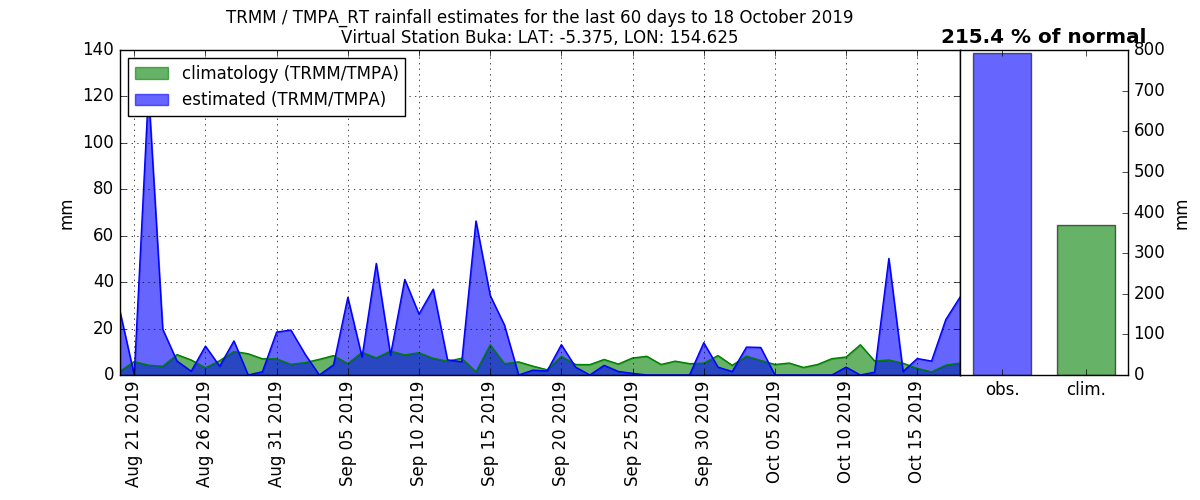 TRMM / TMPA_RT rainfall estimates for the last 60 days to 18 October 2019
Virtual Station Buka: LAT: -5.375, LON: 154.625
215.4 % of normal
climatology (TRMM/TMPA)
estimated (TRMM/TMPA)
140
120
100
80
60
40
20
0
mm
Aug 21 2019
Aug 26 2019
Aug 31 2019
Sep 05 2019
Sep 10 2019
Sep 15 2019
Sep 20 2019
Sep 25 2019
Sep 30 2019
Oct 05 2019
Oct 10 2019
Oct 15 2019
800
700
600
500
400
300
200
100
0
mm
obs.
clim.